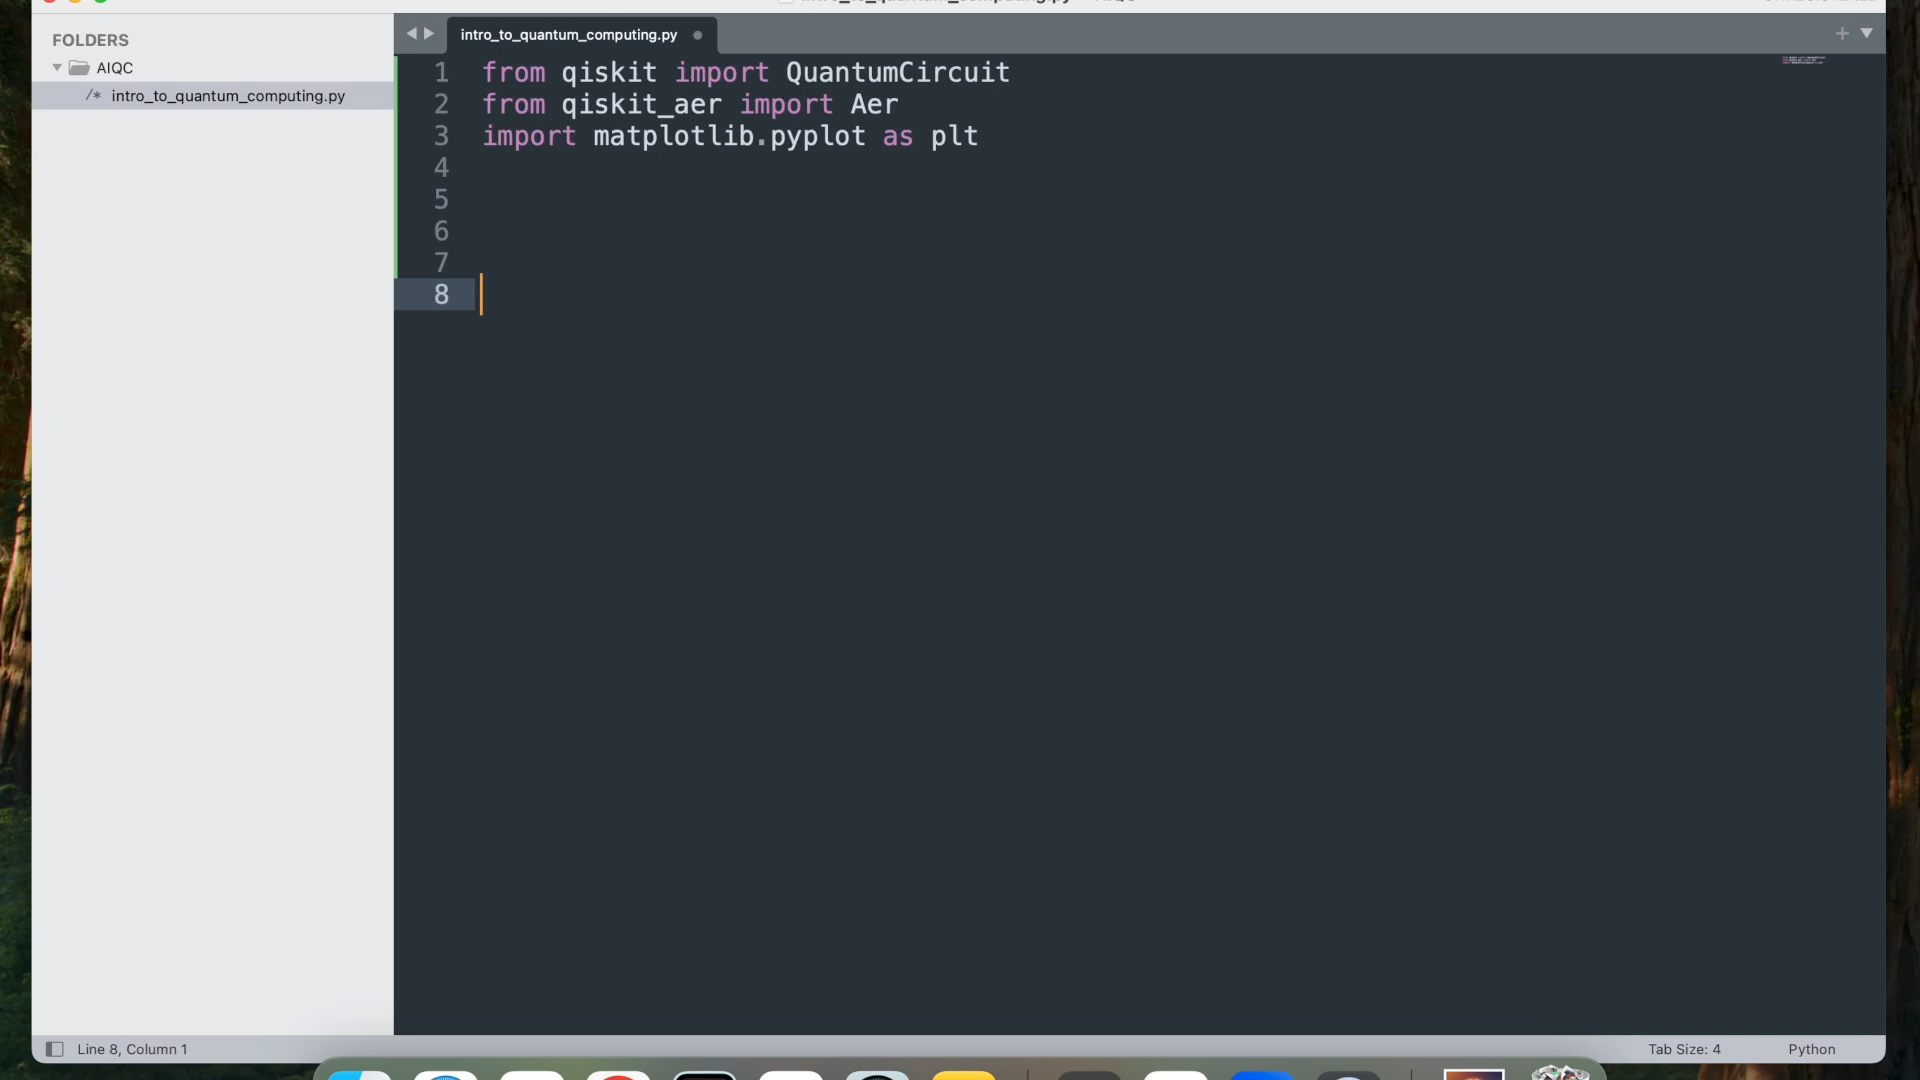 FOLDERS
AIQC
/* intro_to_quantum_computing.py
intro_to_quantum_computing.py
1 from qiskit import QuantumCircuit
2 from qiskit_aer import Aer
3 import matplotlib.pyplot as plt
4
5
6
7
8
Line 8, Column 1
Tab Size: 4
Python